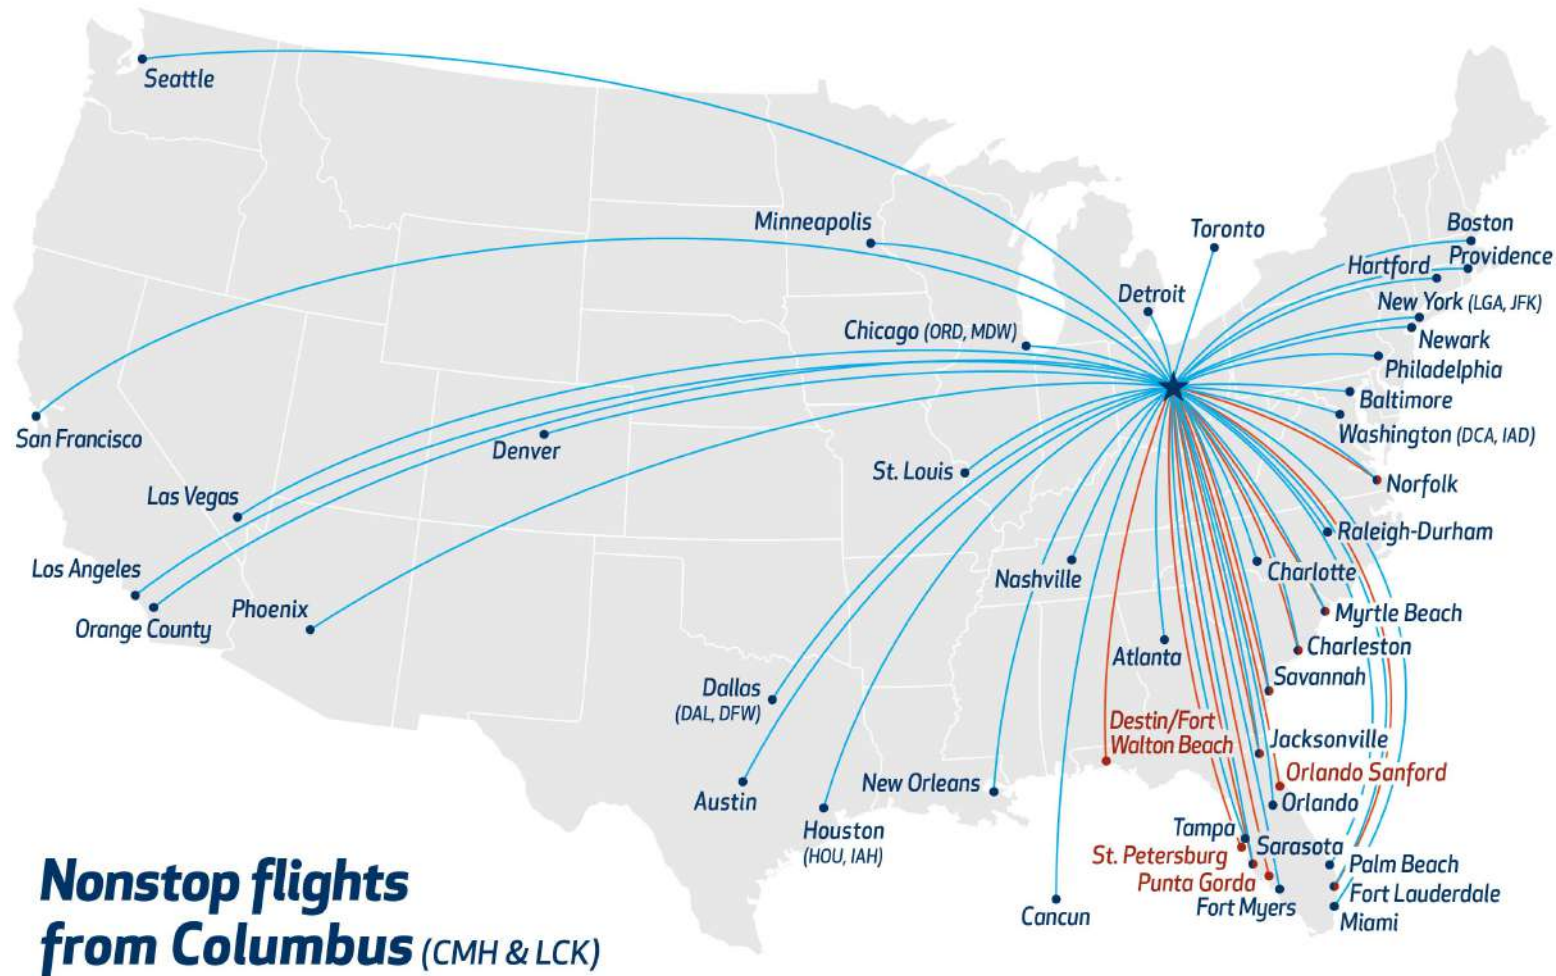 Seattle
Minneapolis
Toronto
Boston
Hartford
Providence
Detroit
New York (LGA, JFK)
Chicago (ORD, MDW)
Newark
Philadelphia
Baltimore
San Francisco
Denver
Washington (DCA, IAD)
St. Louis
Norfolk
Las Vegas
Raleigh-Durham
Los Angeles
Nashville
Charlotte
Phoenix
Orange County
Myrtle Beach
Charleston
Atlanta
Savannah
Dallas
(DAL, DFW)
Destin/Fort
Walton Beach
Jacksonville
Orlando Sanford
New Orleans
Austin
Orlando
Houston
(HOU, IAH)
Tampa
Sarasota
St. Petersburg
Palm Beach
Punta Gorda
Fort Lauderdale
Fort Myers
Cancun
Miami
Nonstop flights
from Columbus (CMH & LCK)